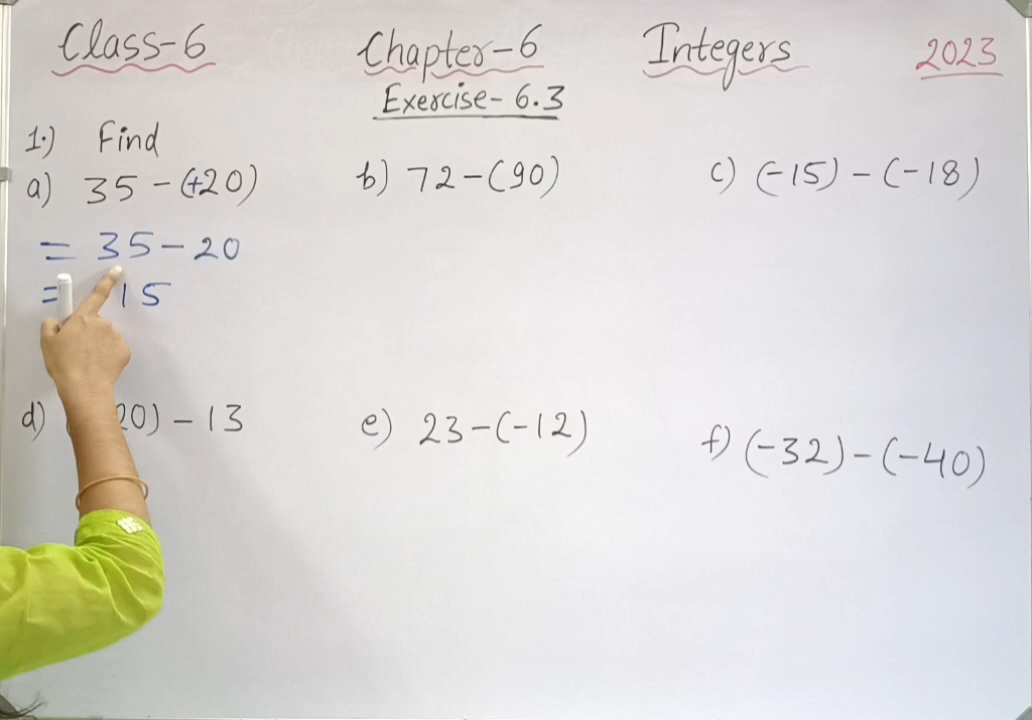 Class-6 Chapter-6 Integers 2023
Exercise- 6.3
1.) Find
a) 35 - (+20) b) 72 - (90) c) (-15) - (-18)
= 35 - 20
= 15
d) 20) - 13 e) 23 - (-12) f) (-32) - (-40)